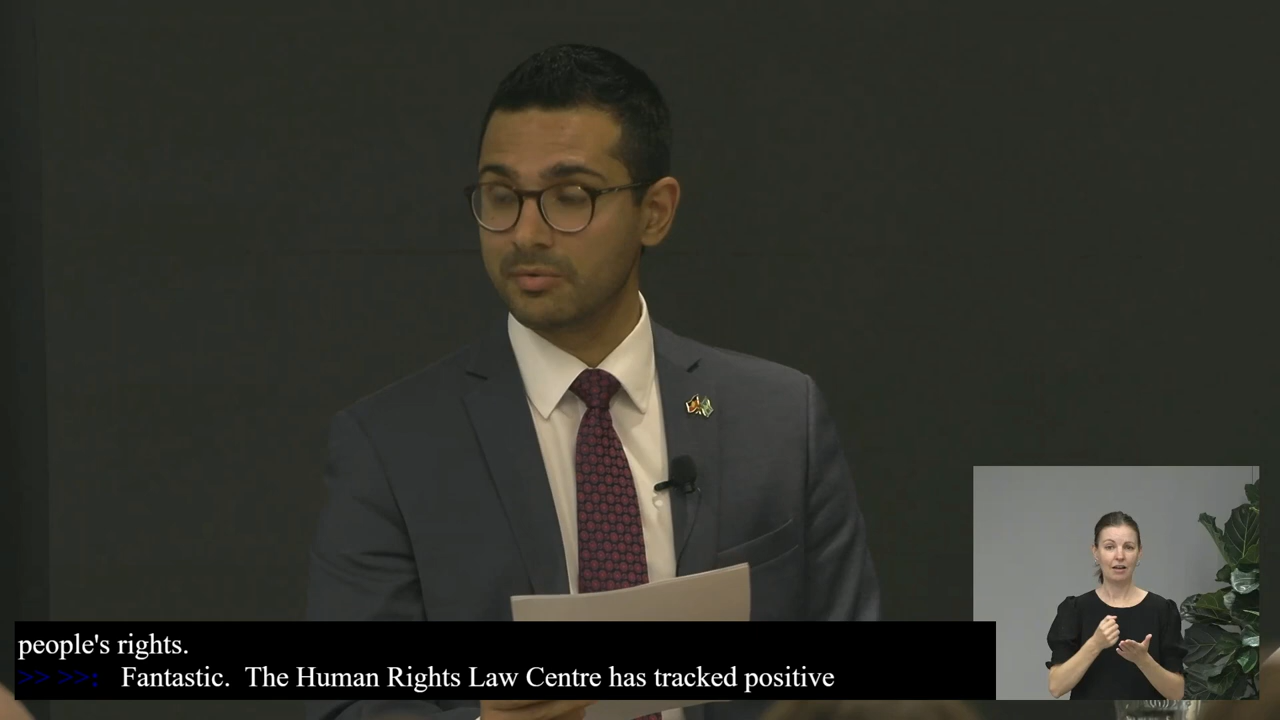 people's rights.
>> >>: Fantastic. The Human Rights Law Centre has tracked positive